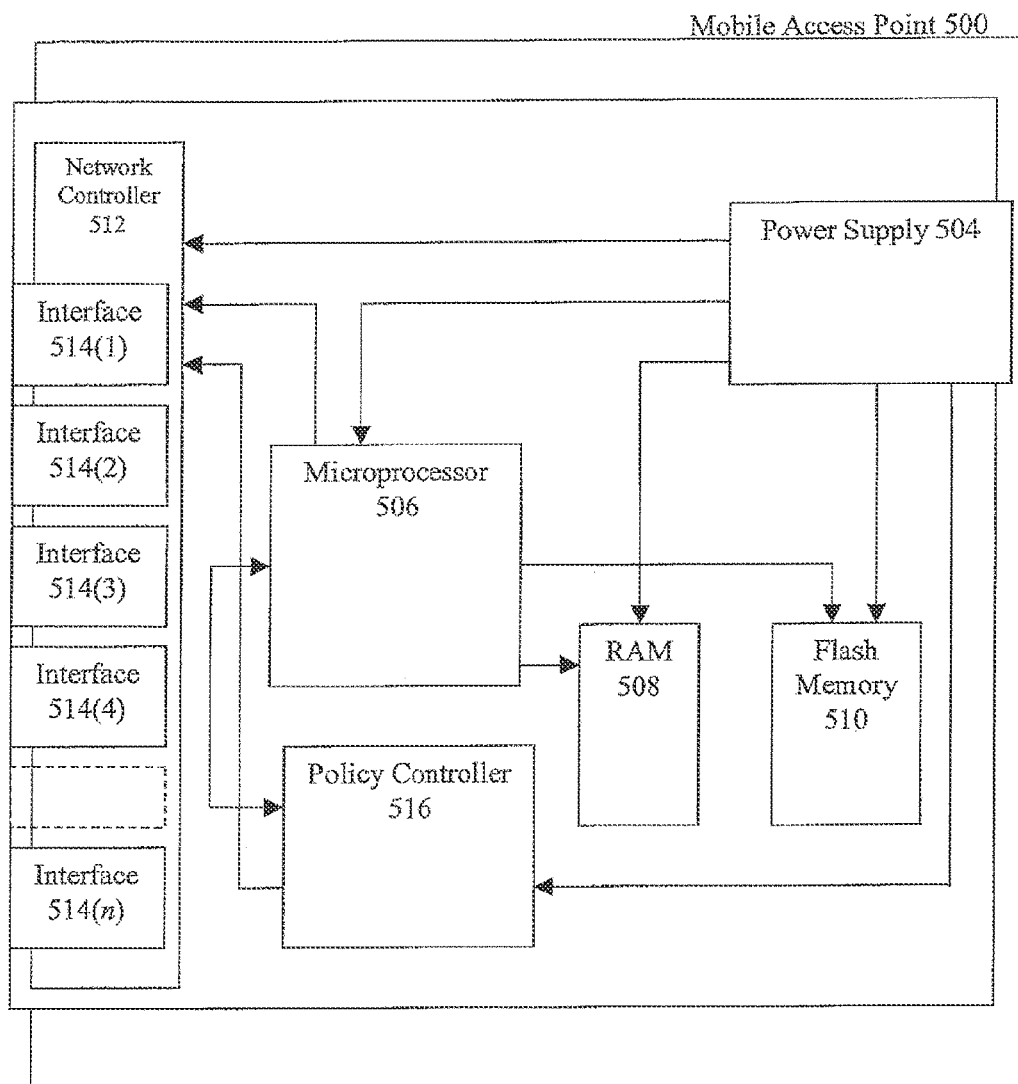 Mobile Access Point 500
Network
Controller
512
Power Supply 504
Interface
514(1)
Interface
514(2)
Microprocessor
506
Interface
514(3)
Interface
514(4)
RAM
508
Flash
Memory
510
Policy Controller
516
Interface
514(n)